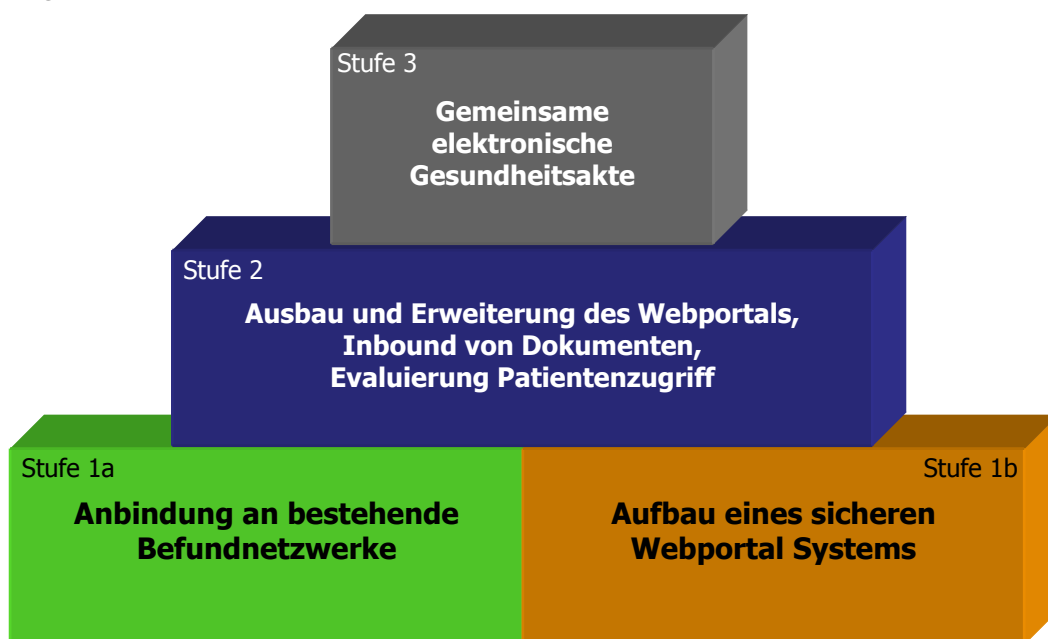 Stufe 3
Gemeinsame
elektronische
Gesundheitsakte
Stufe 2
Ausbau und Erweiterung des Webportals,
Inbound von Dokumenten,
Evaluierung Patientenzugriff
Stufe 1a
Anbindung an bestehende
Befundnetzwerke
Stufe 1b
Aufbau eines sicheren
Webportal Systems